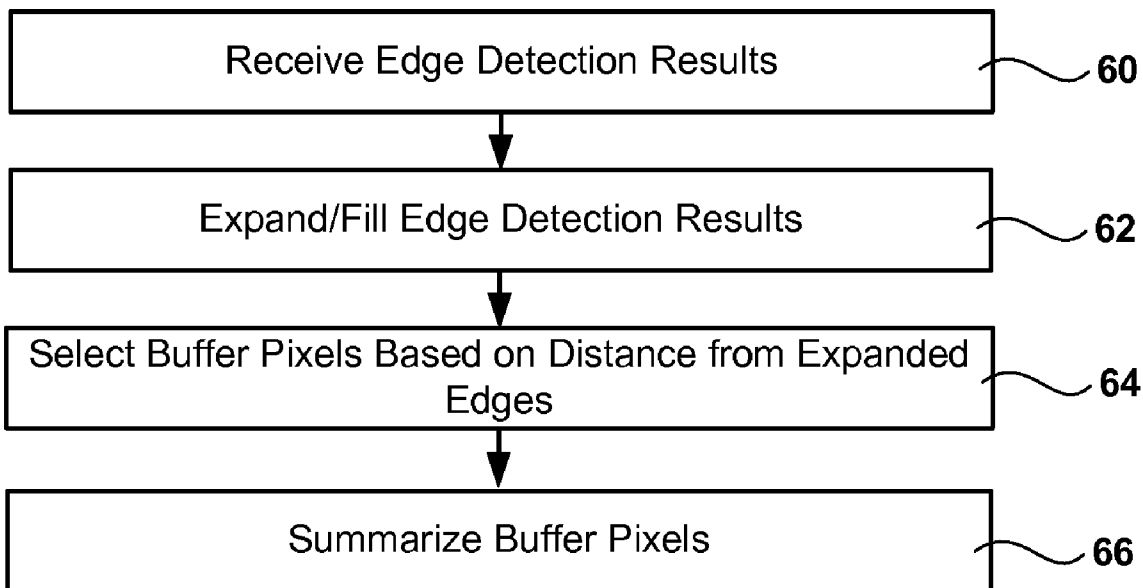 Receive Edge Detection Results
60
Expand/Fill Edge Detection Results
62
Select Buffer Pixels Based on Distance from Expanded
Edges
64
Summarize Buffer Pixels
66